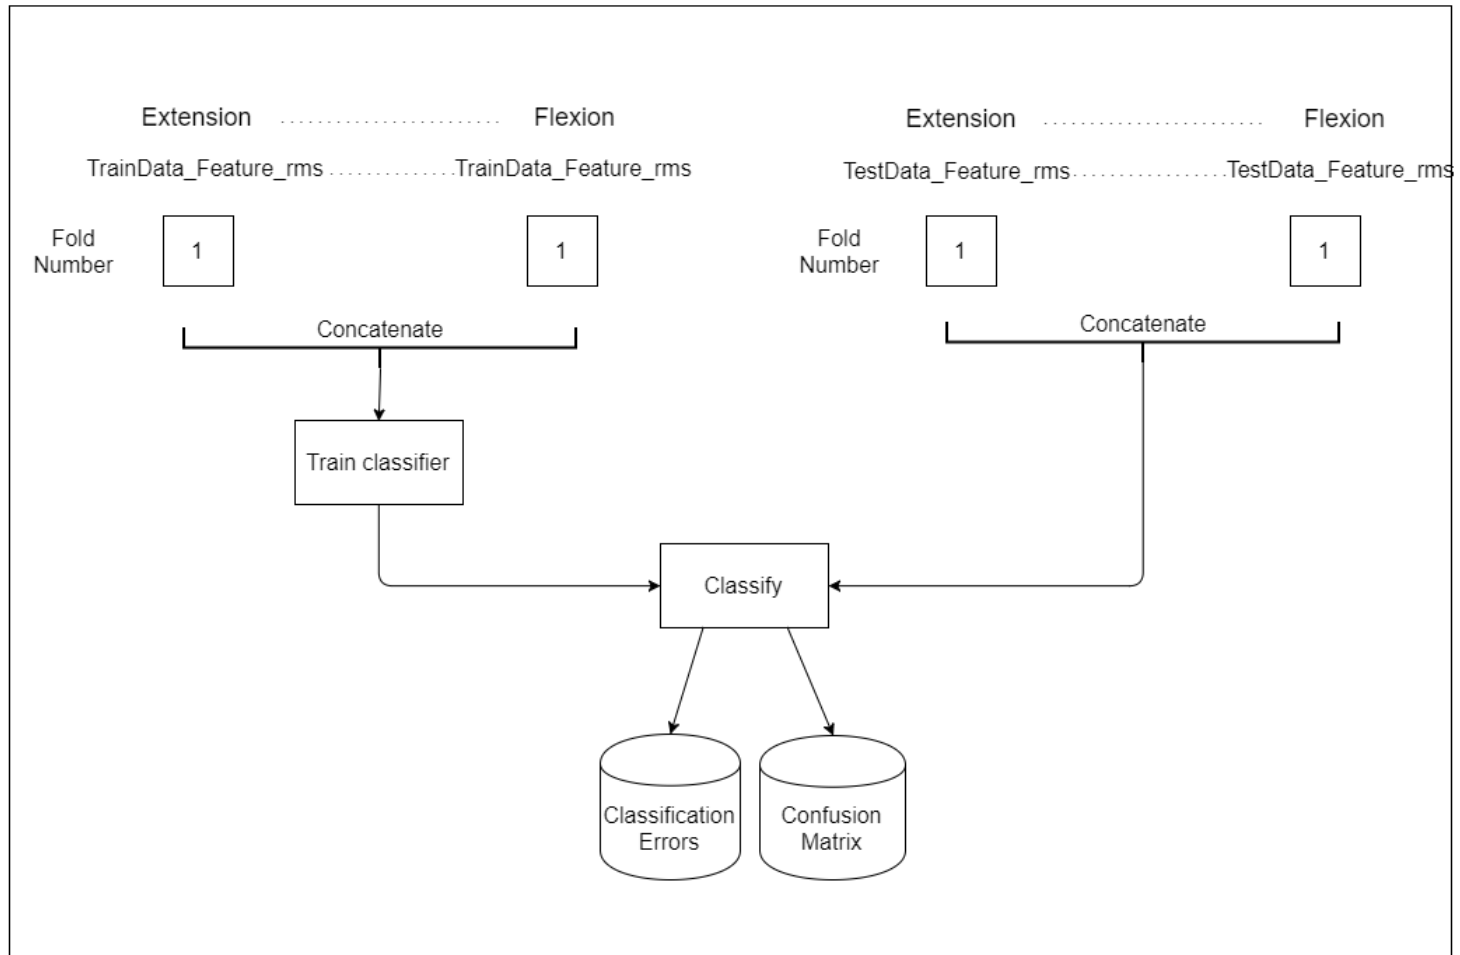 Extension ........................ Flexion
TrainData_Feature_rms ............. TrainData_Feature_rms
Fold
Number
1
1
Concatenate
Extension ........................ Flexion
TestData_Feature_rms ................. TestData_Feature_rms
Fold
Number
1
1
Concatenate
Train classifier
Classify
Classification
Errors
Confusion
Matrix